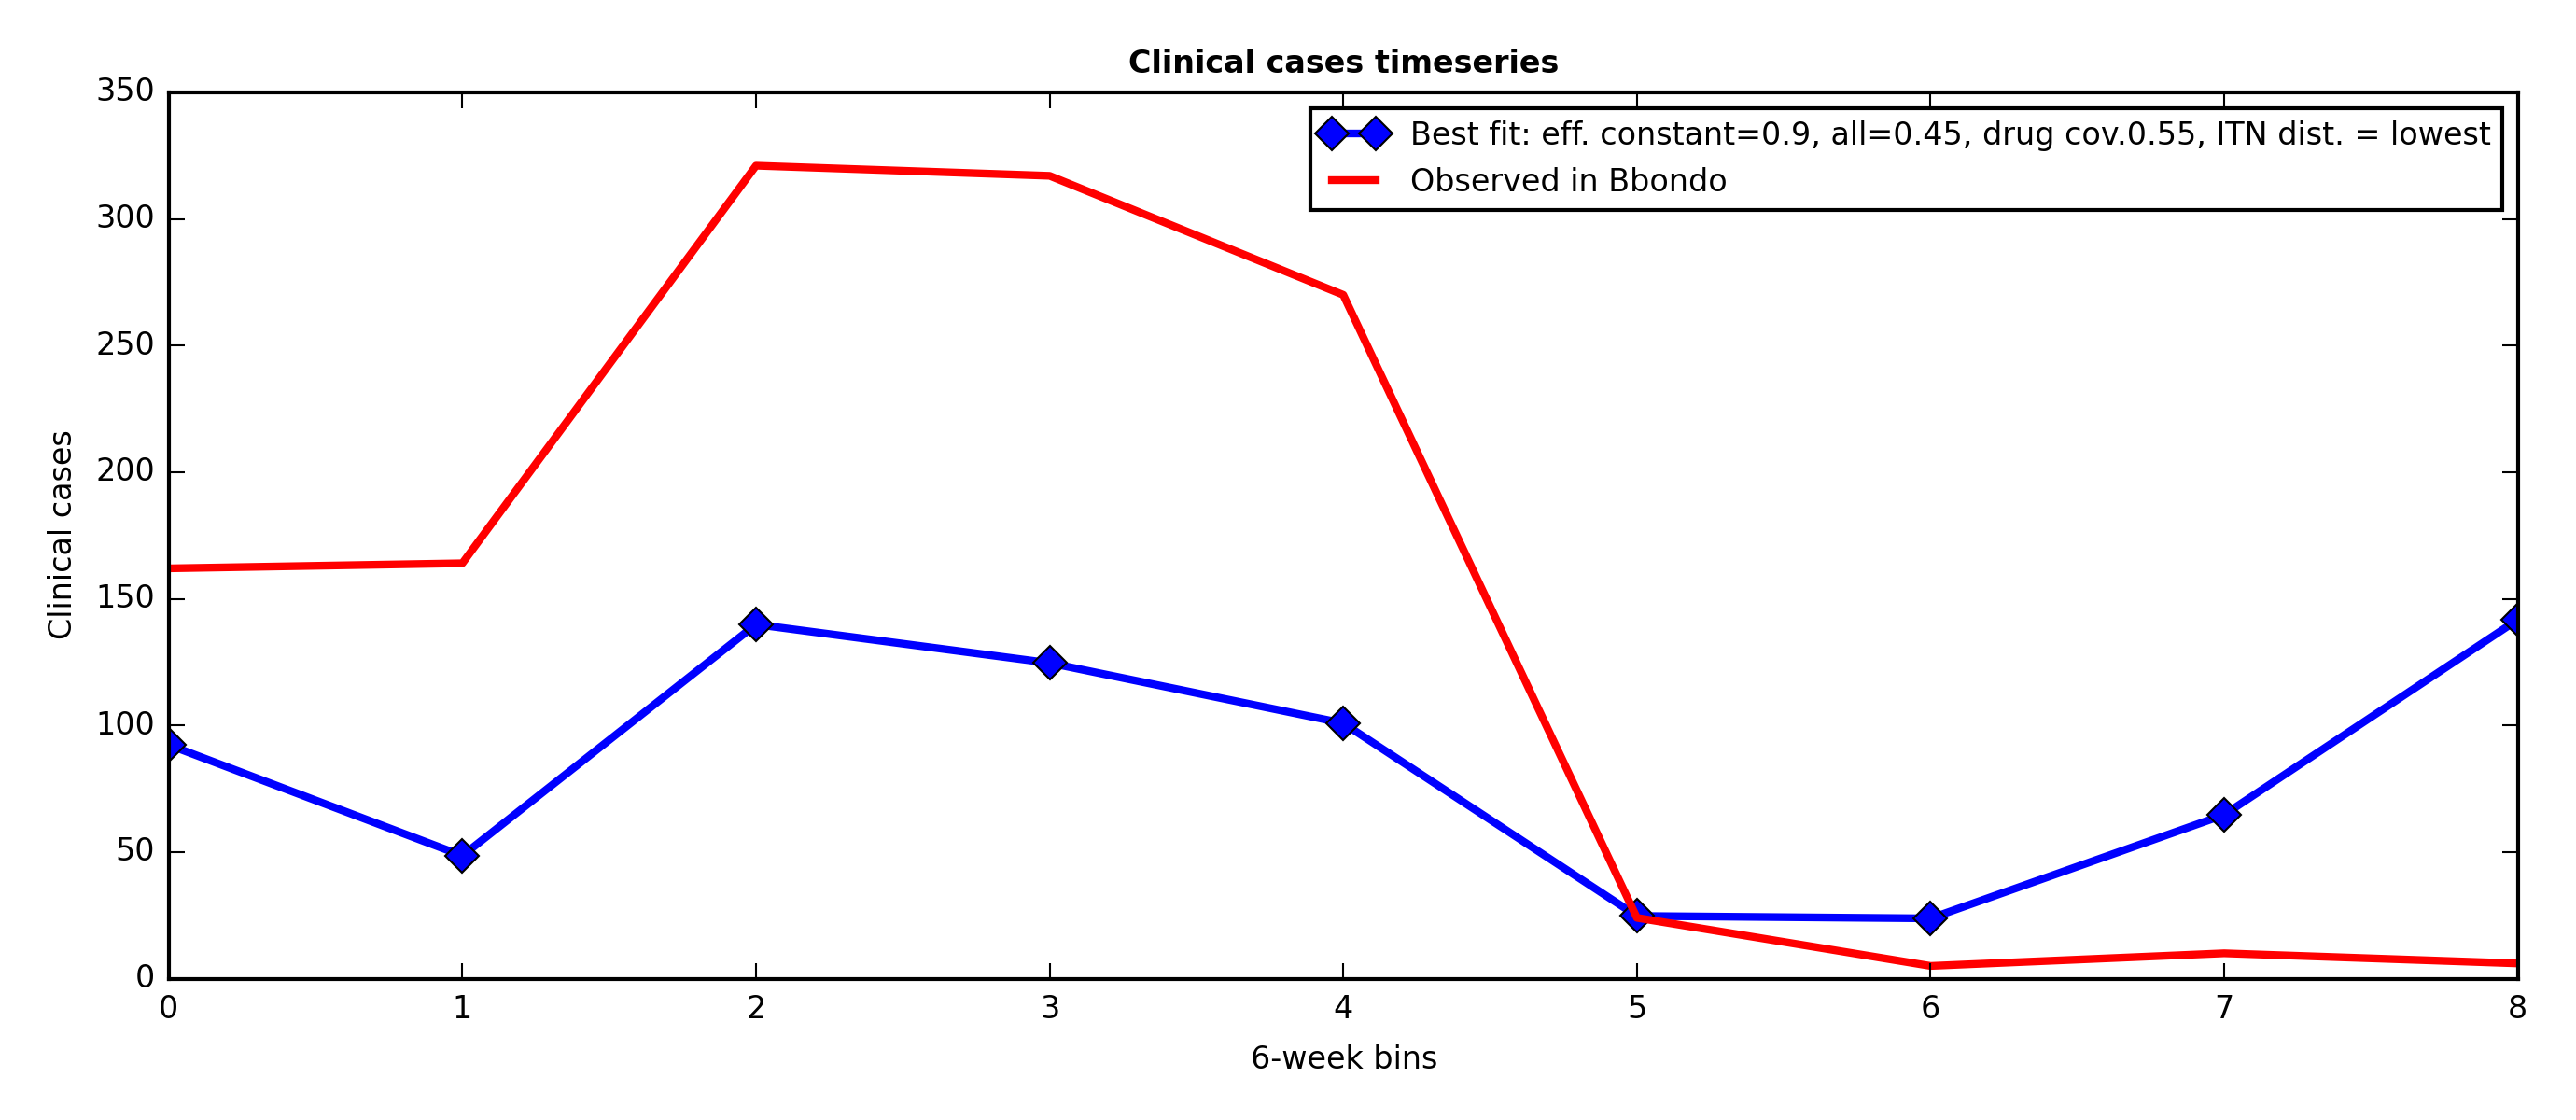 Clinical cases timeseries
350
300
250
200
150
100
50
0
Clinical cases
Best fit: eff. constant=0.9, all=0.45, drug cov.0.55, ITN dist. = lowest
Observed in Bbondo
0 1 2 3 4 5 6 7 8
6-week bins